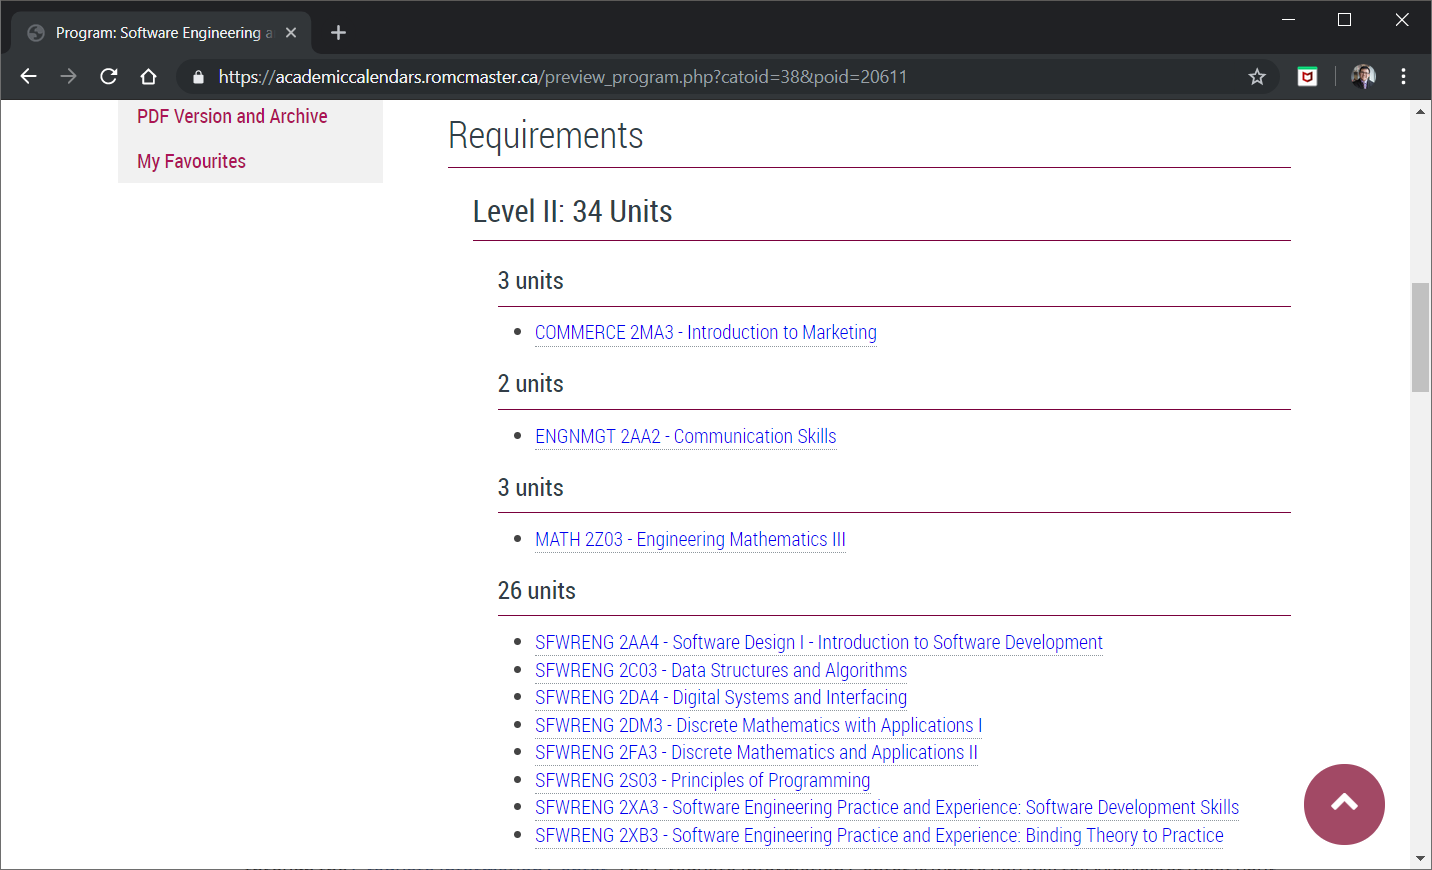 Program: Software Engineering a
https://academiccalendars.romcmaster.ca/preview_program.php?catoid=38&poid=20611
PDF Version and Archive
My Favourites
Requirements
Level II: 34 Units
3 units
COMMERCE 2MA3 - Introduction to Marketing
2 units
ENGNMGT 2AA2 - Communication Skills
3 units
MATH 2Z03 - Engineering Mathematics III
26 units
SFWRENG 2AA4 - Software Design I - Introduction to Software Development
SFWRENG 2C03 - Data Structures and Algorithms
SFWRENG 2DA4 - Digital Systems and Interfacing
SFWRENG 2DM3 - Discrete Mathematics with Applications I
SFWRENG 2FA3 - Discrete Mathematics and Applications II
SFWRENG 2S03 - Principles of Programming
SFWRENG 2XA3 - Software Engineering Practice and Experience: Software Development Skills
SFWRENG 2XB3 - Software Engineering Practice and Experience: Binding Theory to Practice